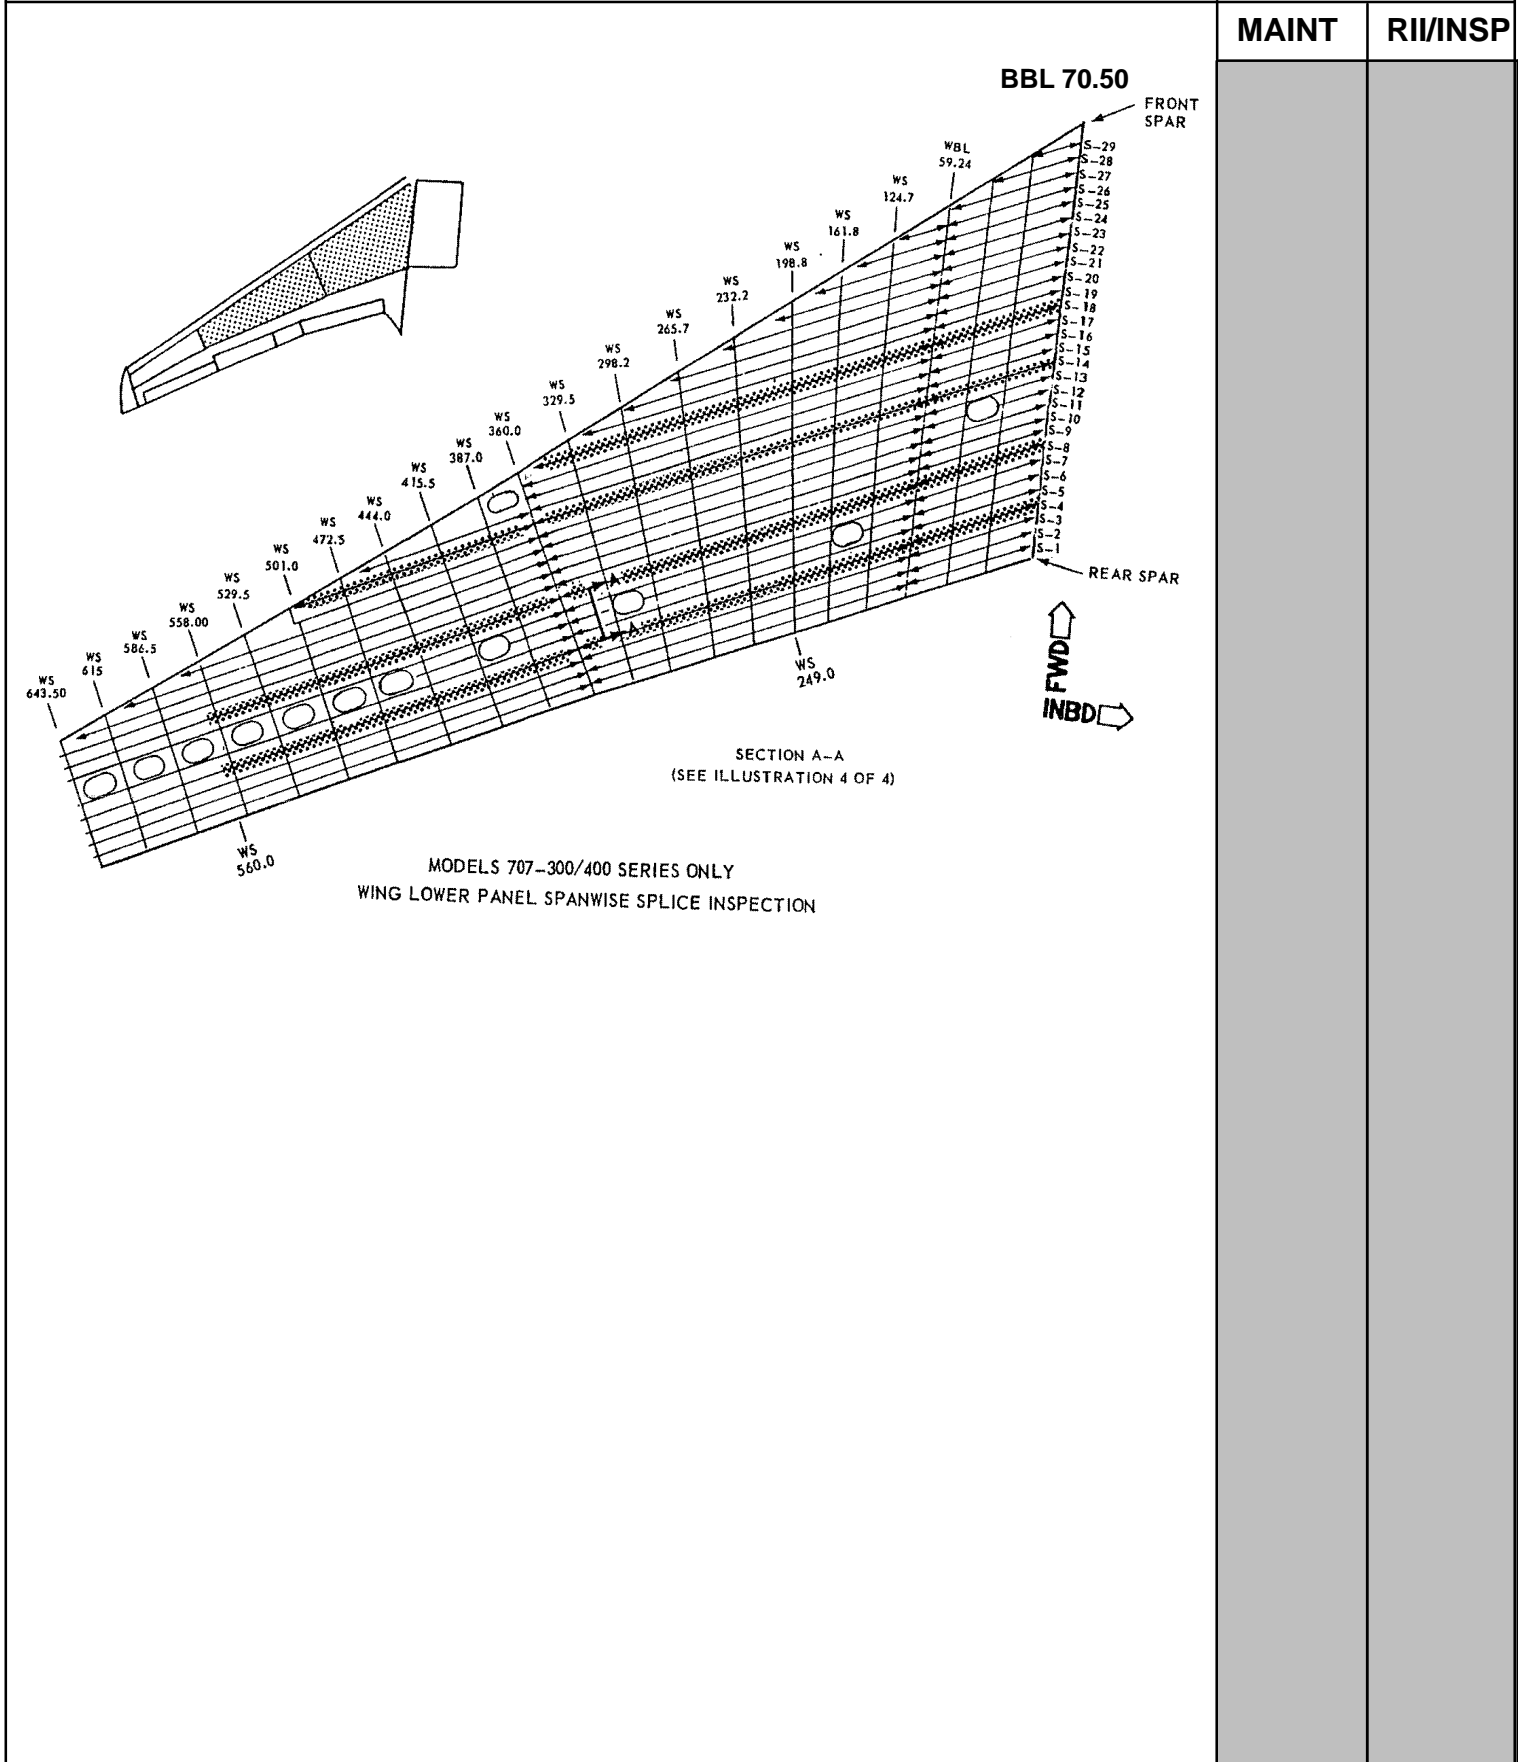 MAINT
RII/INSP
BBL 70.50
FRONT
SPAR
WBL
59.24
WS
124.7
WS
161.8
WS
198.8
WS
232.2
WS
265.7
WS
298.2
WS
329.5
WS
360.0
WS
387.0
WS
415.5
WS
444.0
WS
472.5
WS
501.0
WS
529.5
WS
558.00
WS
586.5
WS
615
WS
643.50
S-29
S-28
S-27
S-26
S-25
S-24
S-23
S-22
S-21
S-20
S-19
S-18
S-17
S-16
S-15
S-14
S-13
S-12
S-11
S-10
S-9
S-8
S-7
S-6
S-5
S-4
S-3
S-2
S-1
A
A
REAR SPAR
FWD
INBD
WS
249.0
WS
560.0
SECTION A-A
(SEE ILLUSTRATION 4 OF 4)
MODELS 707-300/400 SERIES ONLY
WING LOWER PANEL SPANWISE SPLICE INSPECTION